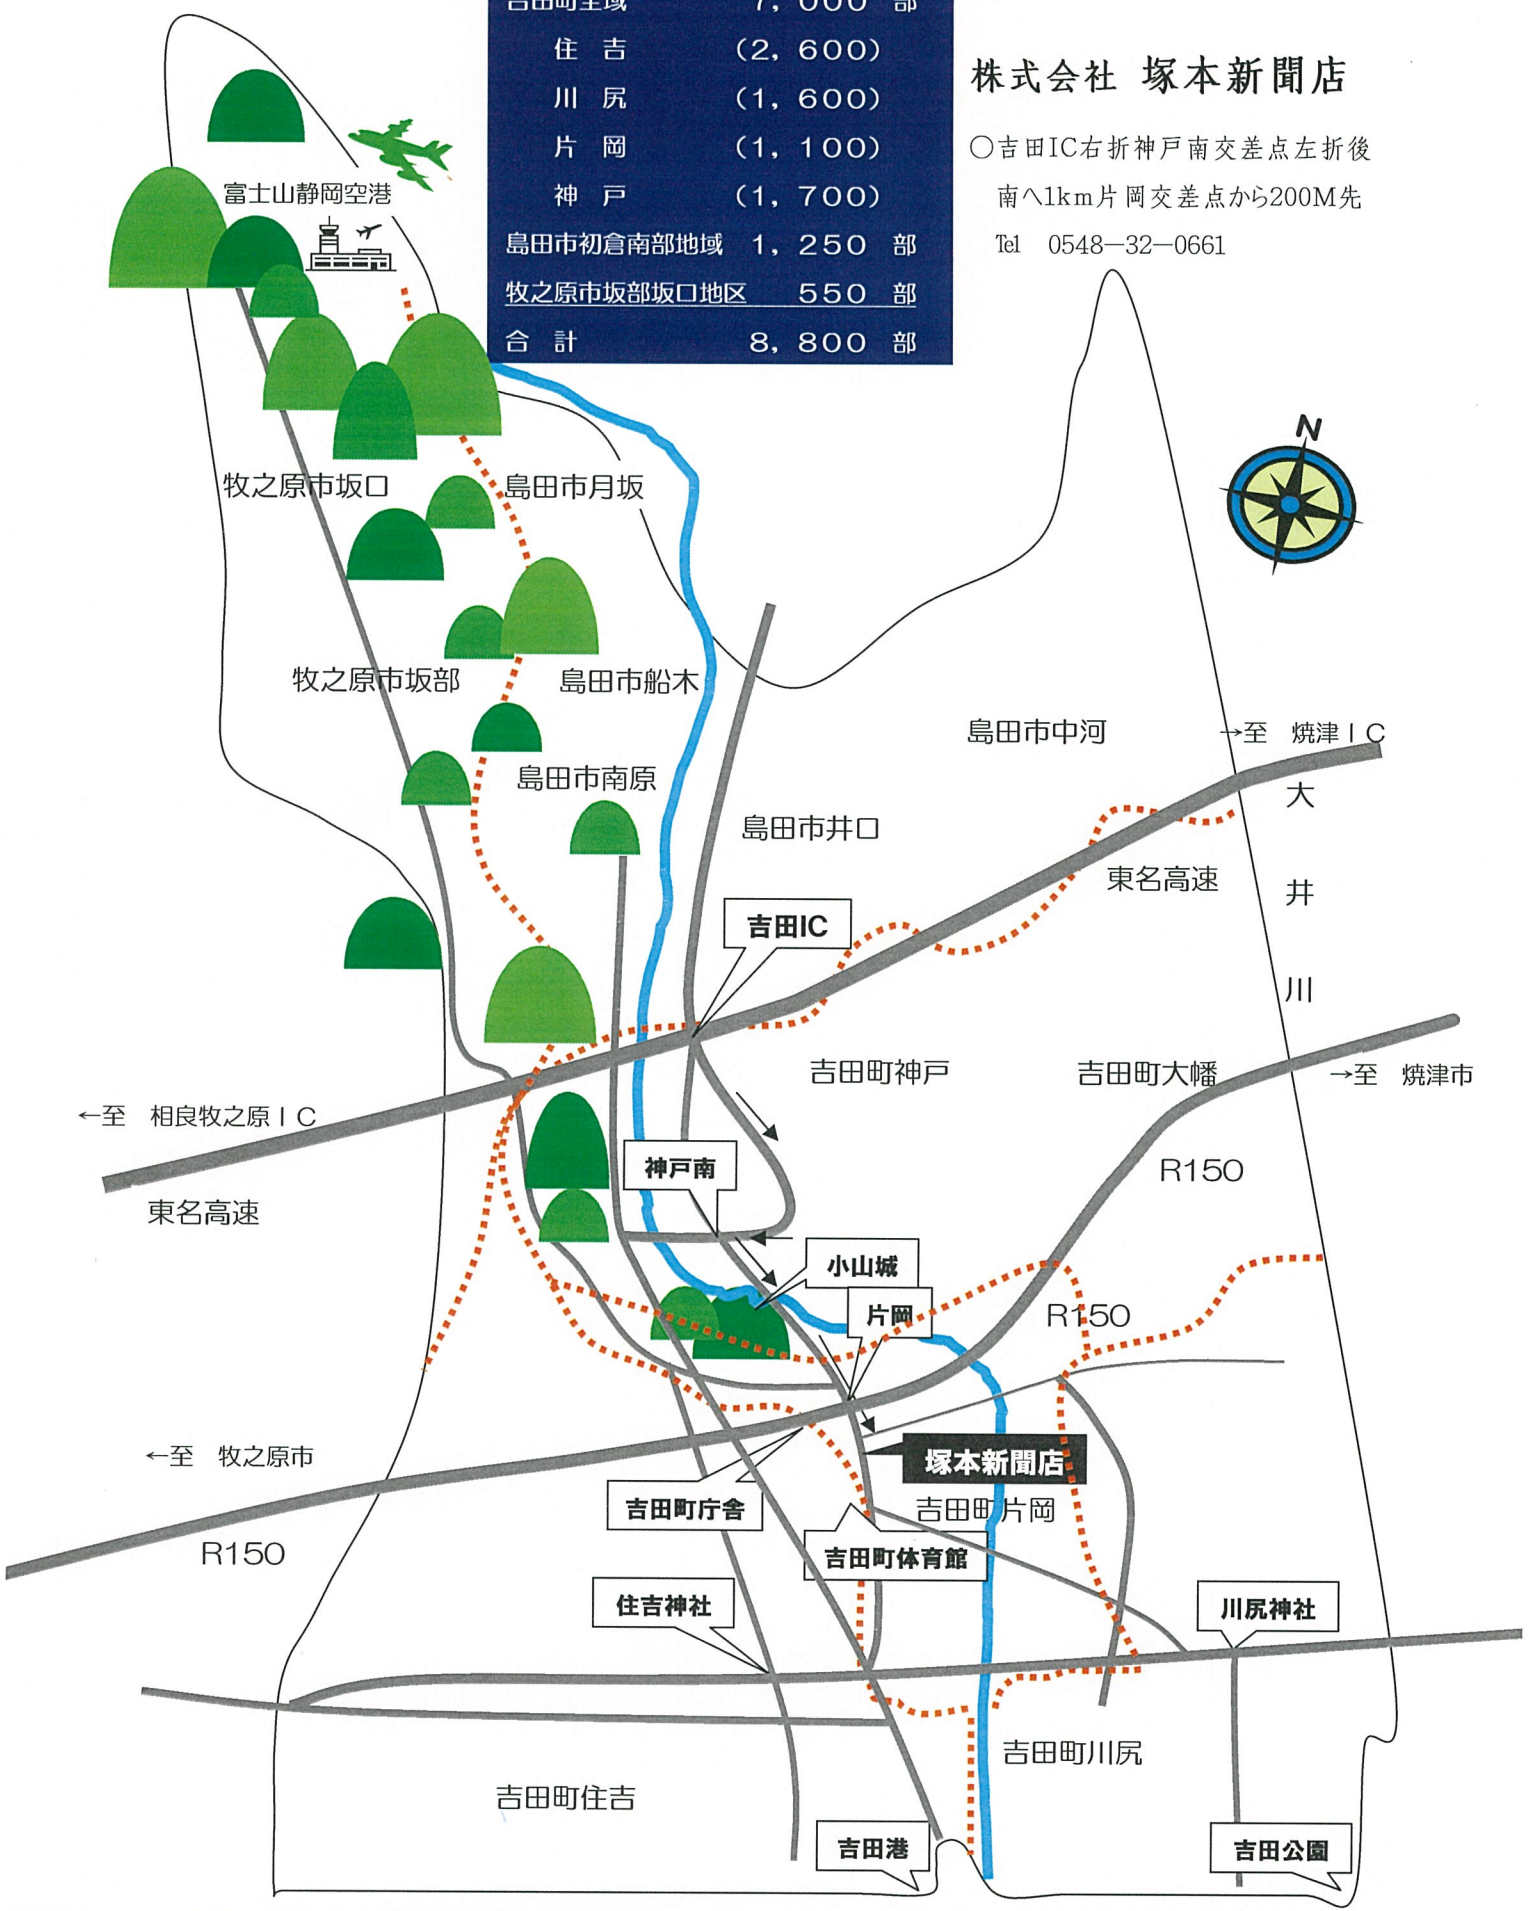 吉田町全域 7,000 部
住 吉 (2,600)
川 尻 (1,600)
片 岡 (1,100)
神 戸 (1,700)
島田市初倉南部地域 1,250 部
牧之原市坂部坂口地区 550 部
合 計 8,800 部
株式会社 塚本新聞店
○吉田IC右折神戸南交差点左折後
南へ1km片岡交差点から200M先
Tel 0548-32-0661
富士山静岡空港
N
牧之原市坂口
島田市月坂
牧之原市坂部
島田市船木
島田市中河
→至 焼津IC
島田市南原
大井川
島田市井口
東名高速
吉田IC
吉田町神戸
吉田町大幡
→至 焼津市
←至 相良牧之原IC
神戸南
R150
東名高速
小山城
片岡
R150
←至 牧之原市
塚本新聞店
吉田町庁舎
吉田町片岡
R150
吉田町体育館
住吉神社
川尻神社
吉田町川尻
吉田町住吉
吉田港
吉田公園